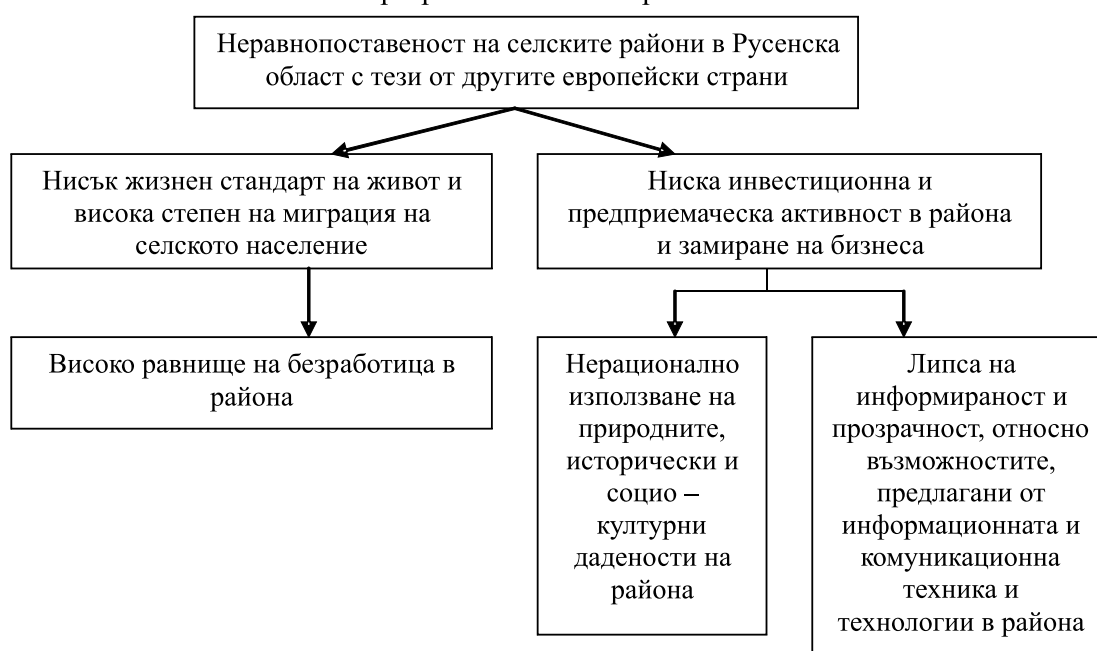 Неравнопоставеност на селските райони в Русенска
област с тези от другите европейски страни
Нисък жизнен стандарт на живот и
висока степен на миграция на
селското население
Ниска инвестиционна и
предприемаческа активност в района
и замиране на бизнеса
Високо равнище на безработица в
района
Нерационално
използване на
природните,
исторически и
социо –
културни
дадености на
района
Липса на
информираност и
прозрачност, относно
възможностите,
предлагани от
информационната и
комуникационна
техника и
технологии в района